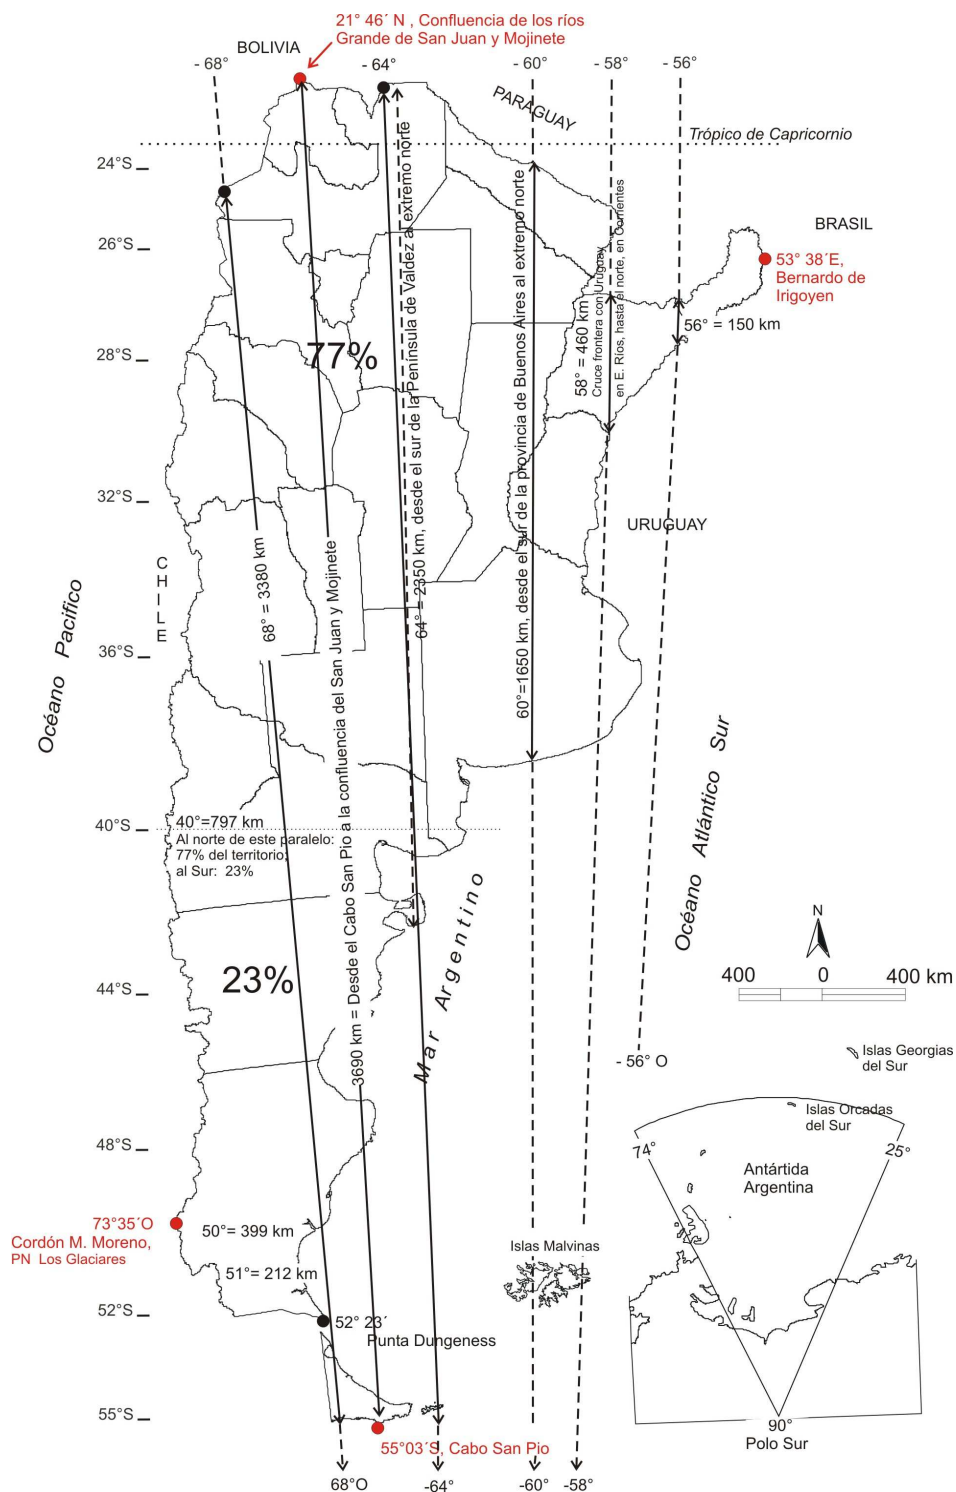 21° 46´ N , Confluencia de los ríos
Grande de San Juan y Mojinete
BOLIVIA
- 68°
- 64°
- 60°
- 58°
- 56°
PARAGUAY
Trópico de Capricornio
24°S
BRASIL
26°S
53° 38´E,
Bernardo de
Irigoyen
56° = 150 km
28°S
77%
64° = 2350 km, desde el sur de la Península de Valdez al extremo norte
60°=1650 km, desde el sur de la provincia de Buenos Aires al extremo norte
58° = 460 km
Cruce frontera con Uruguay
en E. Ríos, hasta el norte, en Corrientes
32°S
URUGUAY
CHILE
68° = 3380 km
3690 km = Desde el Cabo San Pio a la confluencia del San Juan y Mojinete
Océano Pacífico
36°S
Océano Atlántico Sur
40°S
40°=797 km
Al norte de este paralelo:
77% del territorio;
al Sur: 23%
Mar Argentino
23%
N
400 0 400 km
44°S
- 56° O
Islas Georgias
del Sur
Islas Orcadas
del Sur
48°S
74°
25°
Antártida
Argentina
73°35´O
Cordón M. Moreno,
PN Los Glaciares
50°= 399 km
51°= 212 km
Islas Malvinas
52°S
52° 23´
Punta Dungeness
55°S
55°03´S, Cabo San Pio
90°
Polo Sur
68°O
-64°
-60°
-58°